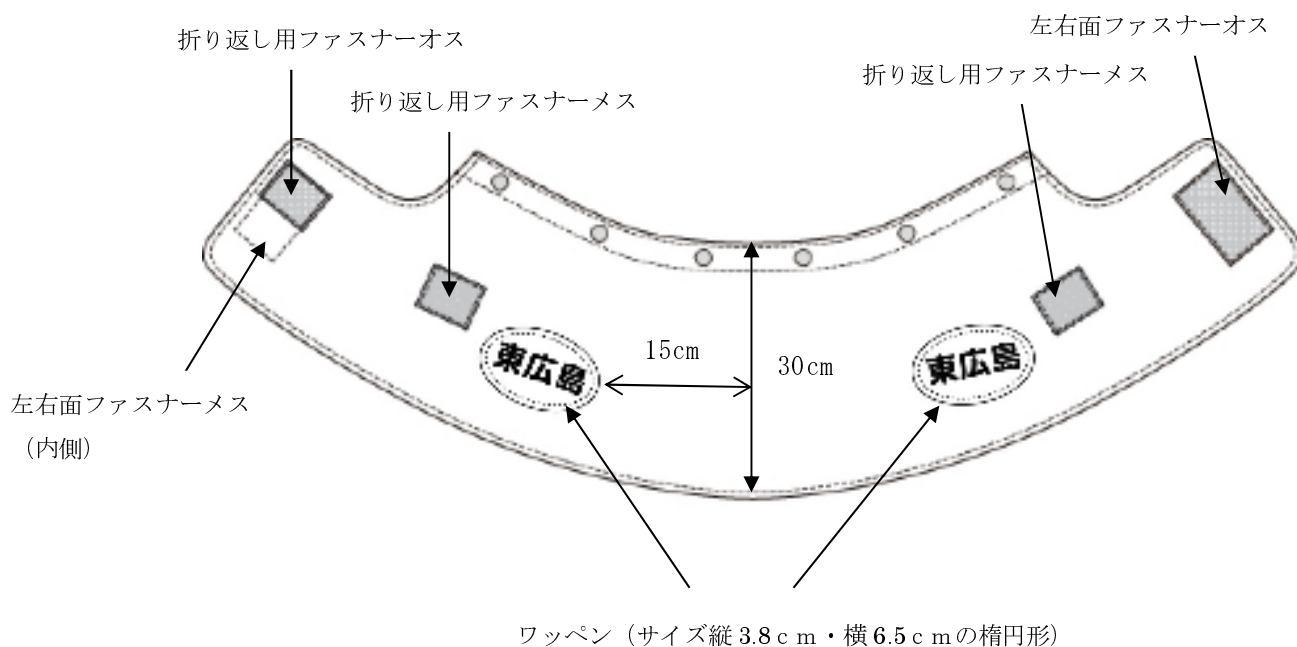 左右面ファスナーオス
折り返し用ファスナーオス
折り返し用ファスナーメス
折り返し用ファスナーメス
東広島
15cm
30cm
東広島
左右面ファスナーメス
（内側）
ワッペン（サイズ縦3.8ｃｍ・横6.5ｃｍの楕円形）